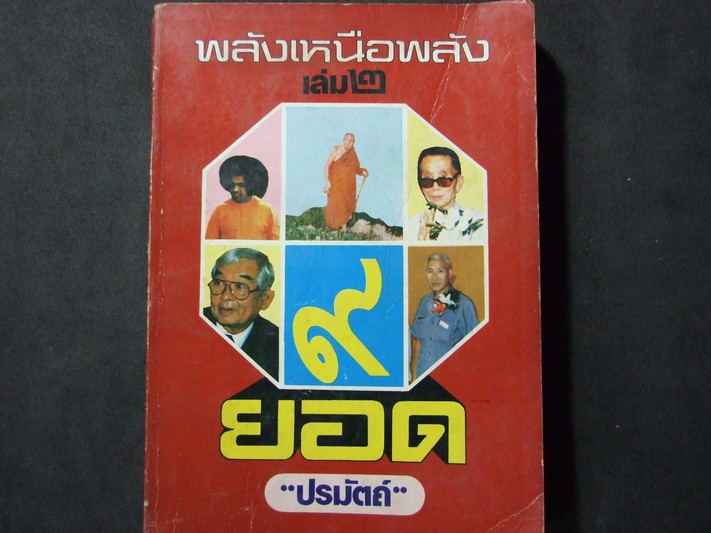 พลังเหนือพลัง
เล่ม๒
๙
ยอด
"ปรมัตถ์"